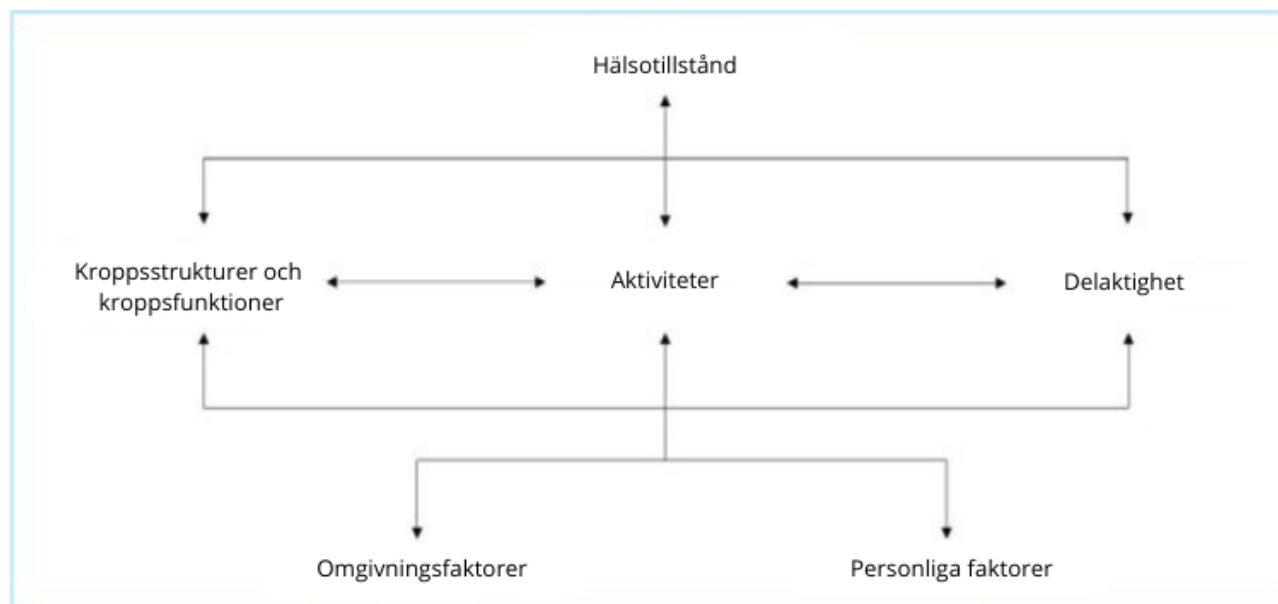 Hälsotillstånd
Kroppsstrukturer och
kroppsfunktioner
Aktiviteter
Delaktighet
Omgivningsfaktorer
Personliga faktorer